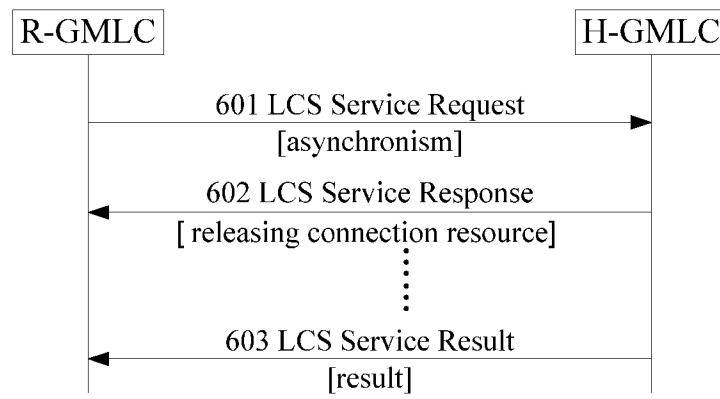 R-GMLC
H-GMLC
601 LCS Service Request
[asynchronism]
602 LCS Service Response
[ releasing connection resource]
603 LCS Service Result
[result]